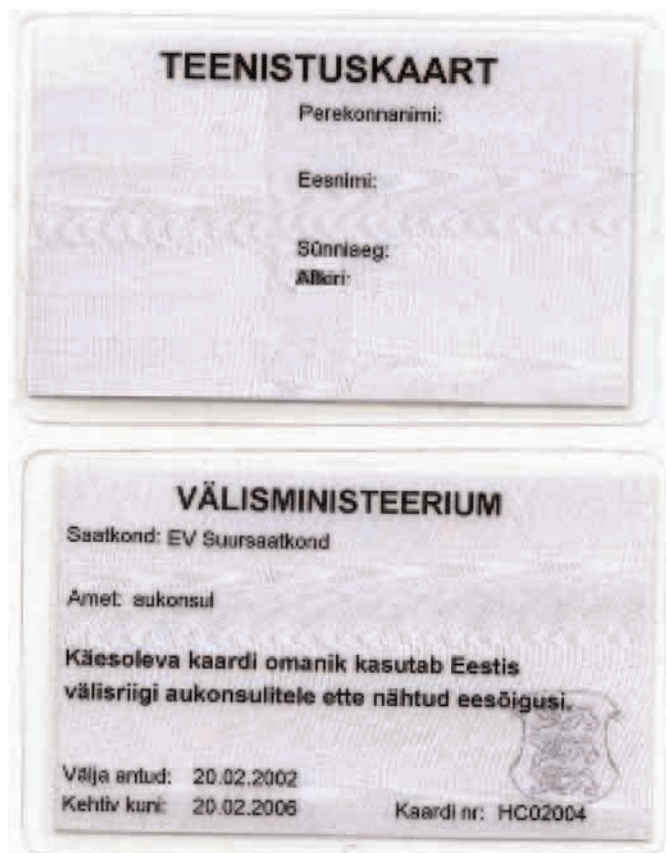 TEENISTUSKAART
Perekonnanimi:
Eesnimi:
Sünniaeg:
Allkiri:
VÄLISMINISTEERIUM
Saatkond: EV Suursaatkond
Amet: aukonsul
Käesoleva kaardi omanik kasutab Eestis
välisriigi aukonsulitele ette nähtud eesõigusi.
Välja antud: 20.02.2002
Kehtiv kuni: 20.02.2006
Kaardi nr: HC02004